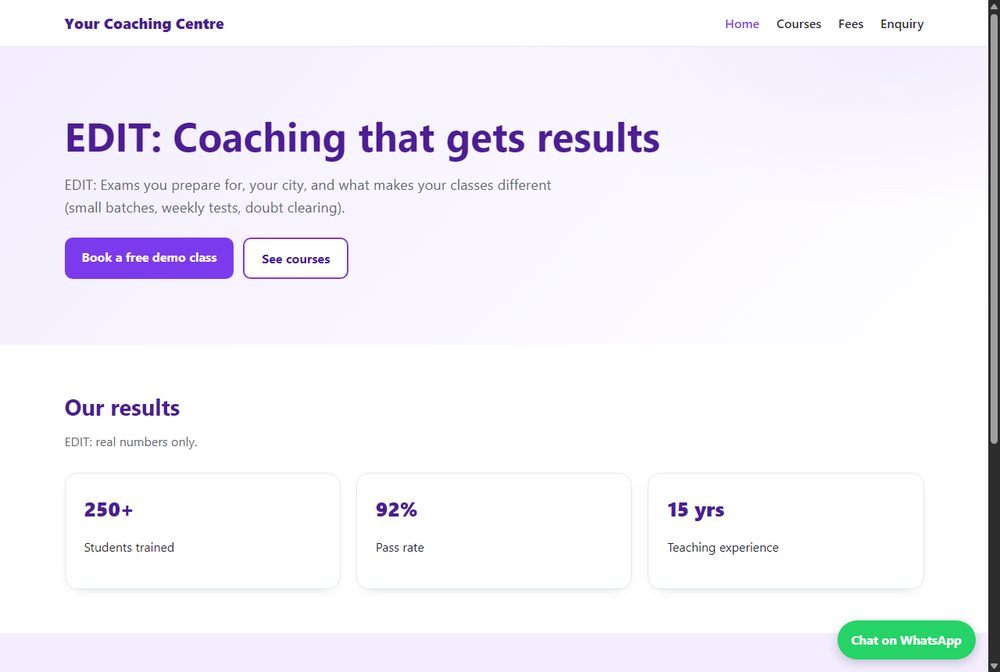 Your Coaching Centre
Home Courses Fees Enquiry
EDIT: Coaching that gets results
EDIT: Exams you prepare for, your city, and what makes your classes different
(small batches, weekly tests, doubt clearing).
Book a free demo class See courses
Our results
EDIT: real numbers only.
250+ 92% 15 yrs
Students trained Pass rate Teaching experience
Chat on WhatsApp